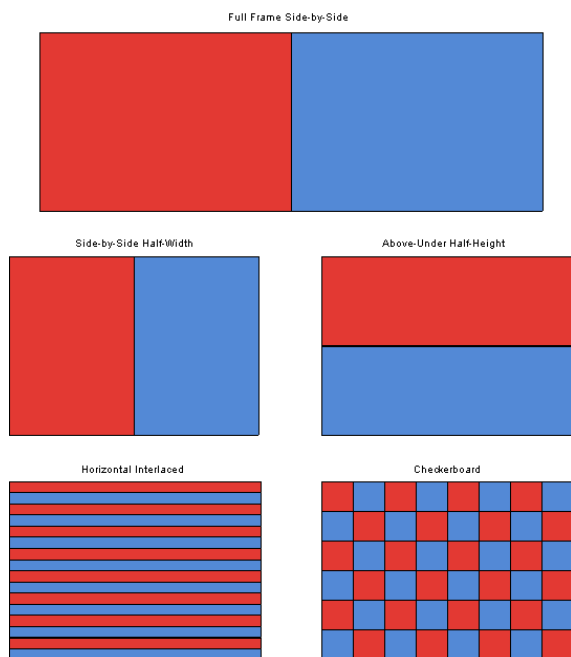 Full Frame Side-by-Side
Side-by-Side Half-Width
Above-Under Half-Height
Horizontal Interlaced
Checkerboard